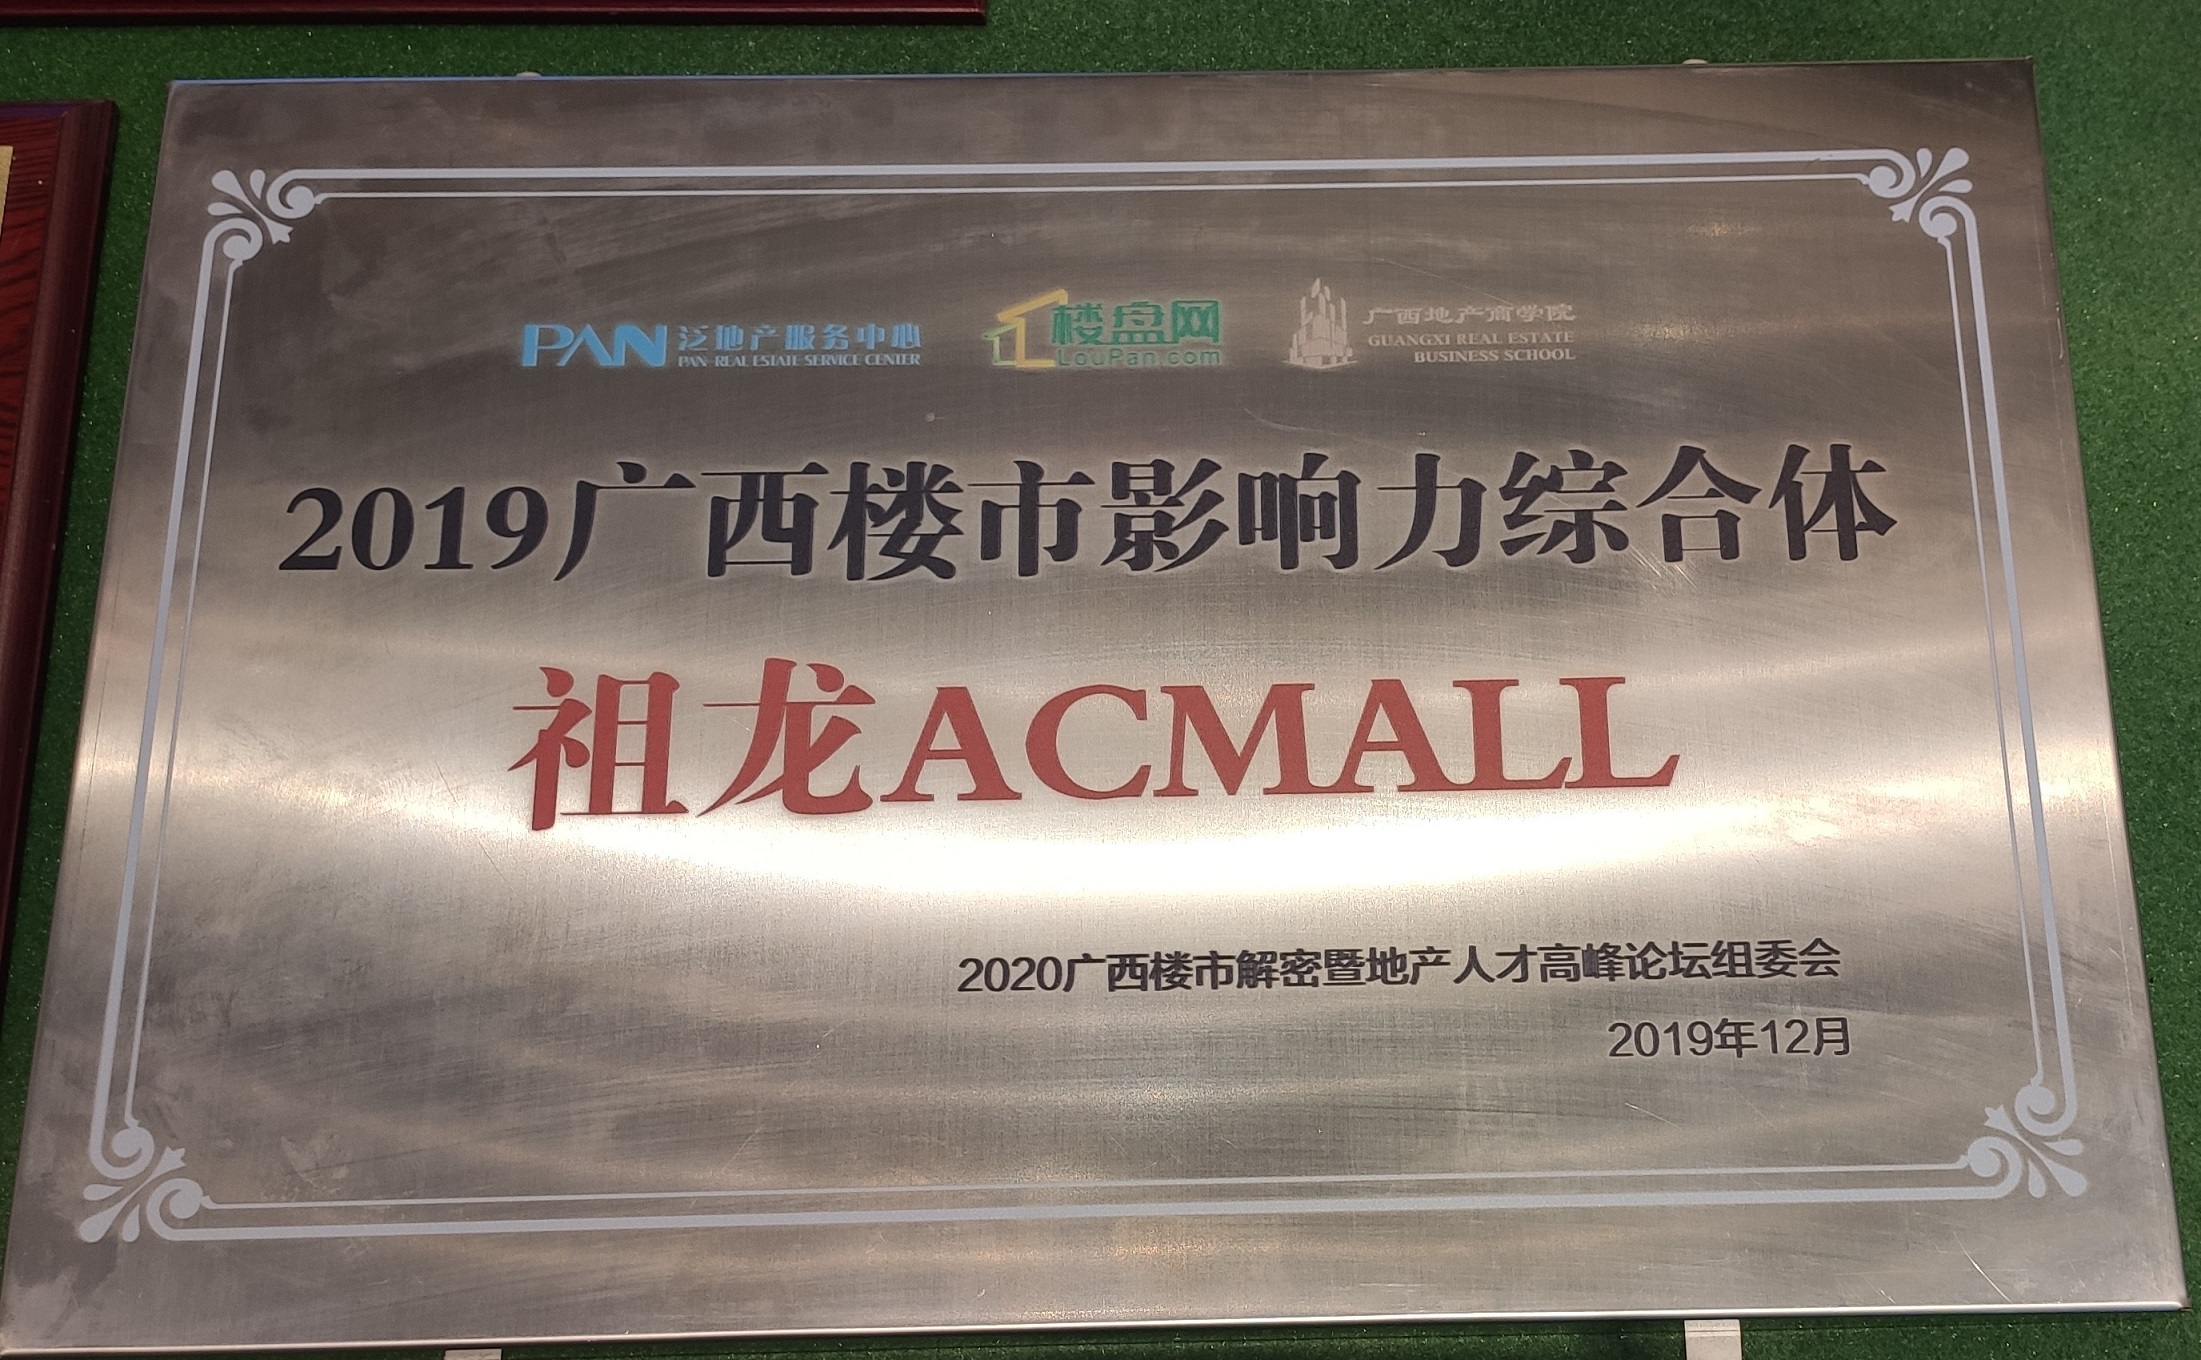 PAN 泛地产服务中心
PAN-REAL ESTATE SERVICE CENTER
楼盘网
LouPan.com
广西地产商学院
GUANGXI REAL ESTATE
BUSINESS SCHOOL
2019广西楼市影响力综合体
祖龙ACMALL
2020广西楼市解密暨地产人才高峰论坛组委会
2019年12月